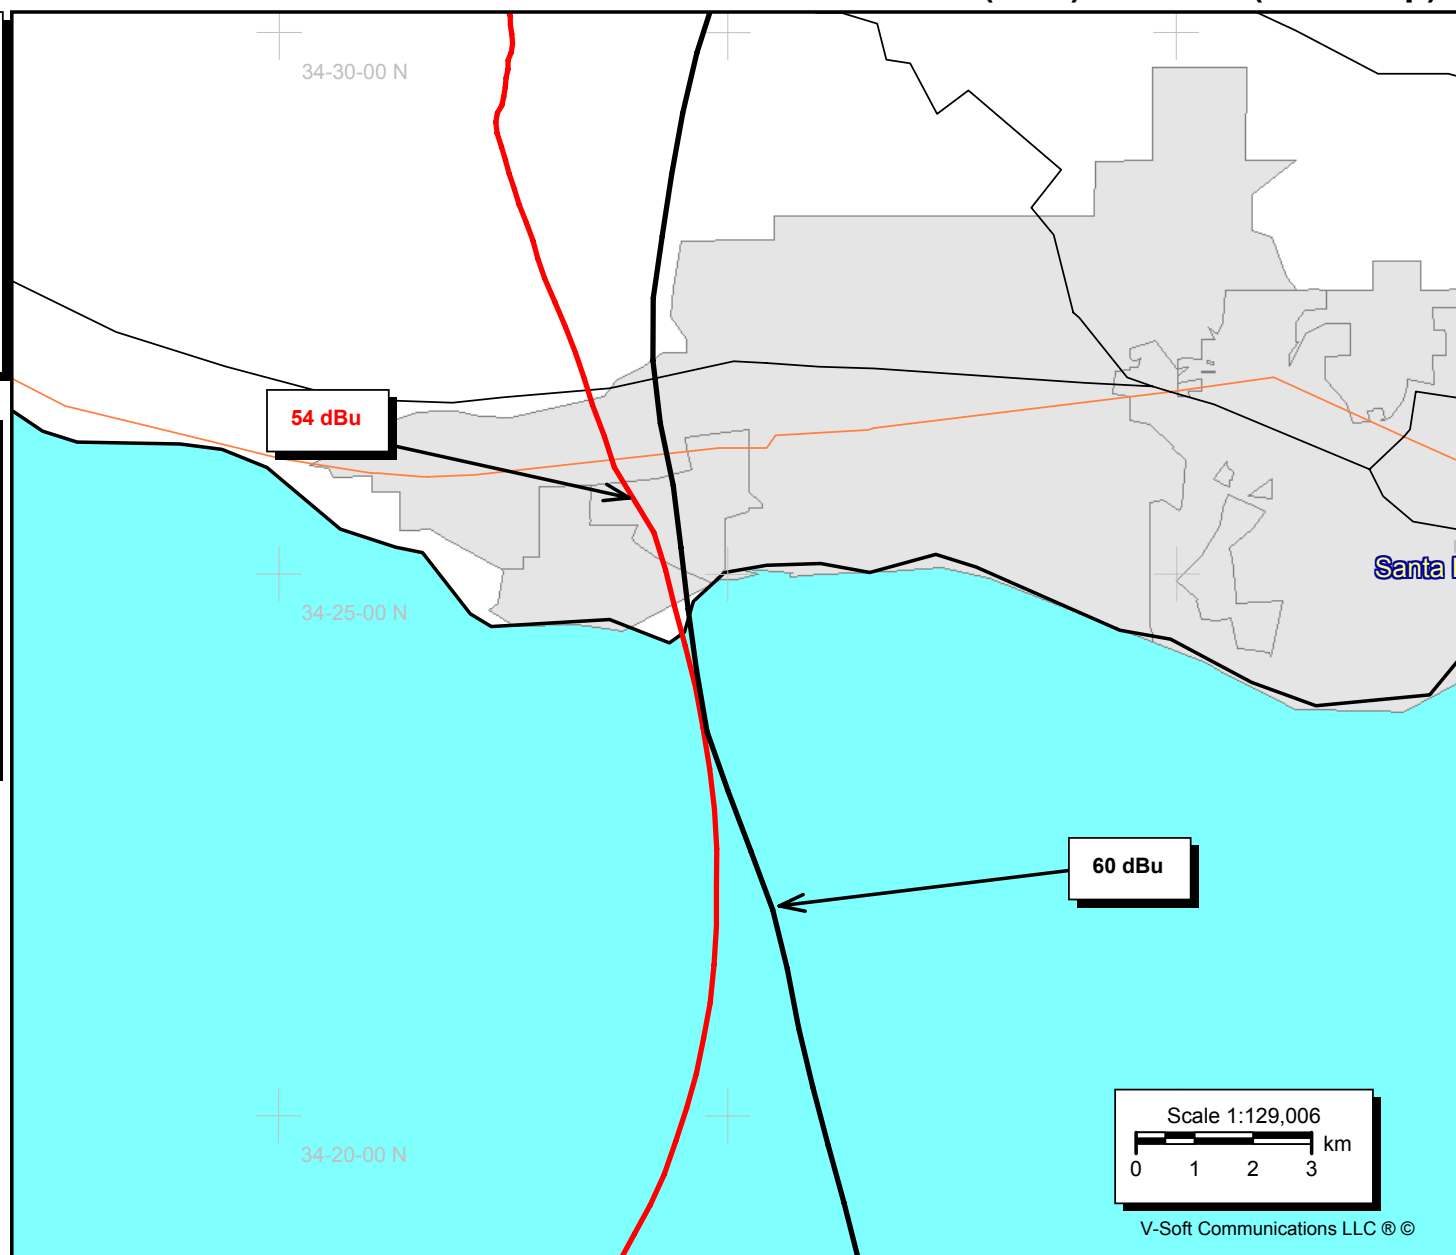 34-30-00 N
54 dBu
Santa
34-25-00 N
60 dBu
Scale 1:129,006
km
0 1 2 3
34-20-00 N
V-Soft Communications LLC ® ©